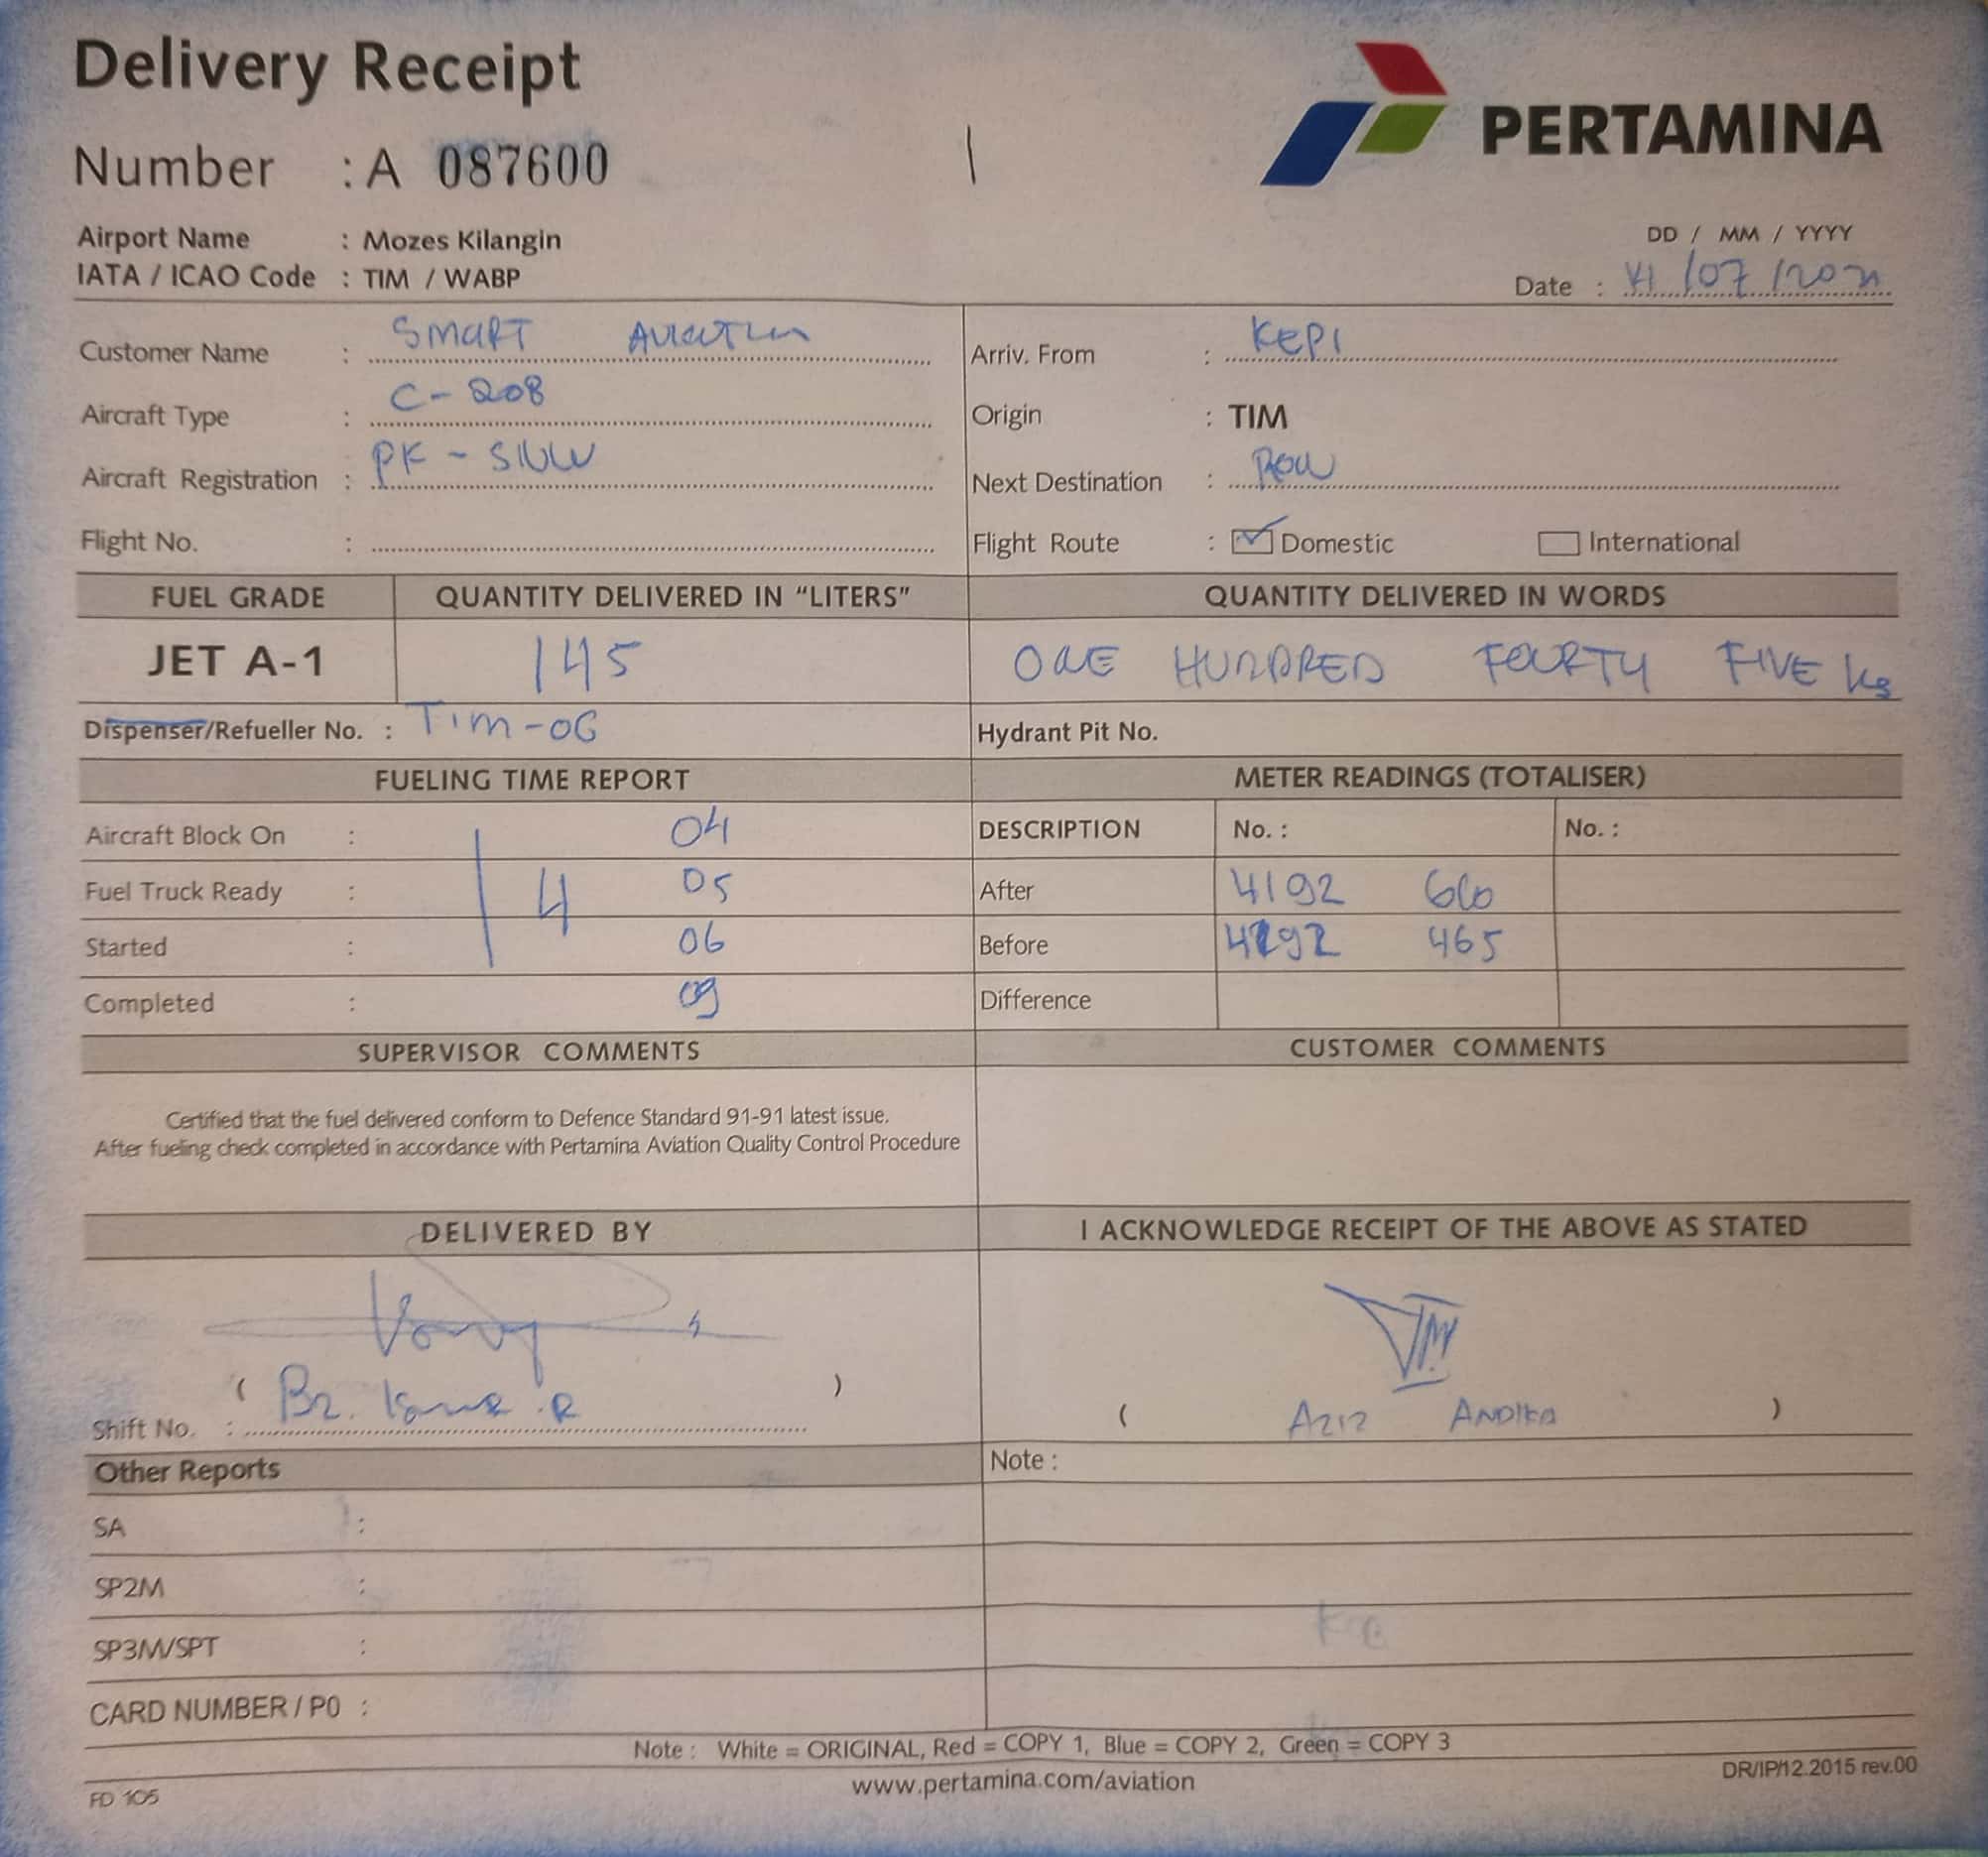 Delivery Receipt
PERTAMINA
Number : A 087600
Airport Name : Mozes Kilangin
IATA / ICAO Code : TIM / WABP
DD / MM / YYYY
Date : /07 /
Customer Name : SMART
Arriv. From : KEPI
Aircraft Type : C-208
Origin : TIM
Aircraft Registration : PK -
Next Destination :
Flight No. :
Flight Route : Domestic International
FUEL GRADE QUANTITY DELIVERED IN "LITERS" QUANTITY DELIVERED IN WORDS
JET A-1 145 ONE HUNDRED FOURTY FIVE
Dispenser/Refueller No. : TIM-06 Hydrant Pit No.
FUELING TIME REPORT METER READINGS (TOTALISER)
Aircraft Block On : 04 DESCRIPTION No. : No. :
Fuel Truck Ready : 4 05 After 4192 610
Started : 06 Before 4192 465
Completed : 09 Difference
SUPERVISOR COMMENTS CUSTOMER COMMENTS
Certified that the fuel delivered conform to Defence Standard 91-91 latest issue.
After fueling check completed in accordance with Pertamina Aviation Quality Control Procedure
DELIVERED BY I ACKNOWLEDGE RECEIPT OF THE ABOVE AS STATED
( )
Shift No. :
( AZIZ ANDIKA )
Other Reports Note :
SA :
SP2M :
SP3M/SPT :
CARD NUMBER / PO :
Note : White = ORIGINAL, Red = COPY 1, Blue = COPY 2, Green = COPY 3
www.pertamina.com/aviation
FD 105
DR/IP/12.2015 rev.00